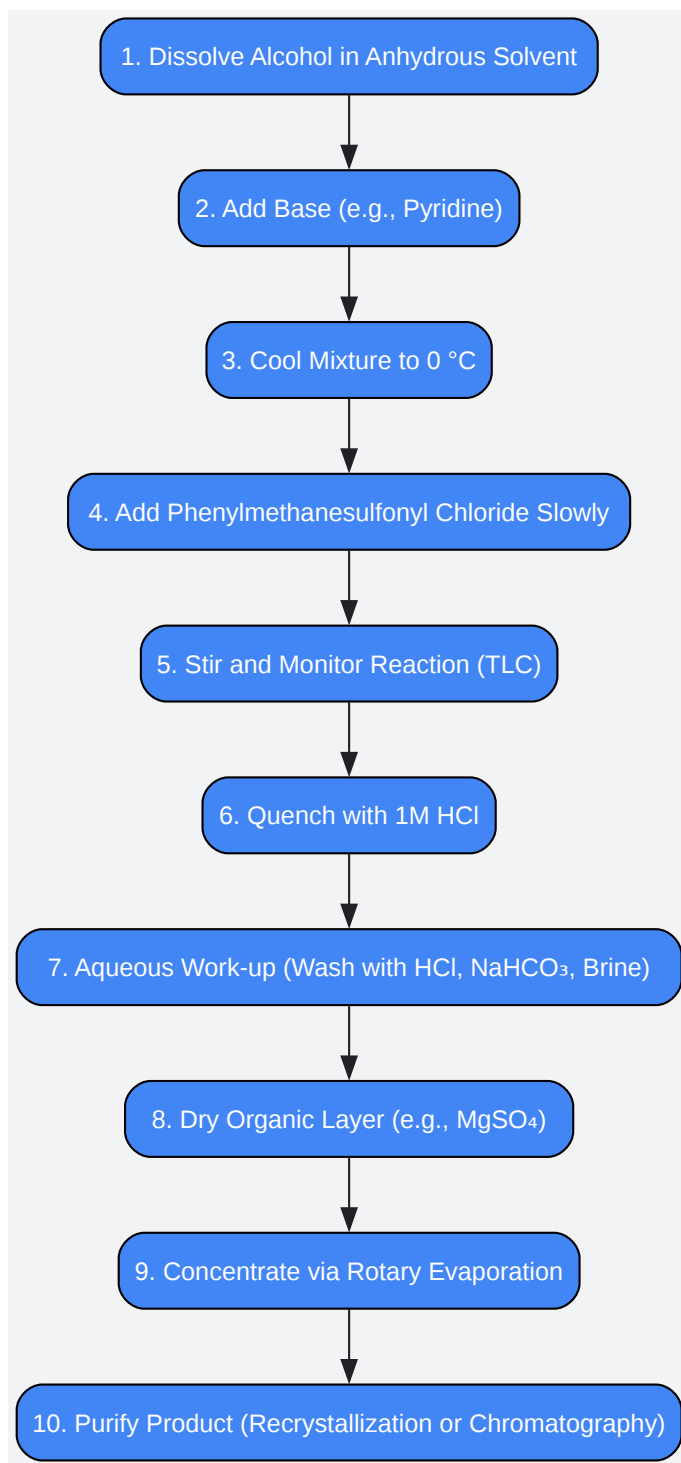 1. Dissolve Alcohol in Anhydrous Solvent
2. Add Base (e.g., Pyridine)
3. Cool Mixture to 0 °C
4. Add Phenylmethanesulfonyl Chloride Slowly
5. Stir and Monitor Reaction (TLC)
6. Quench with 1M HCl
7. Aqueous Work-up (Wash with HCl, NaHCO₃, Brine)
8. Dry Organic Layer (e.g., MgSO₄)
9. Concentrate via Rotary Evaporation
10. Purify Product (Recrystallization or Chromatography)